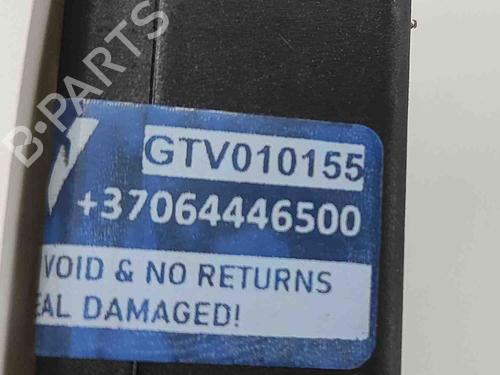 B-PARTS
GTV010155
+37064446500
VOID & NO RETURNS
EAL DAMAGED!